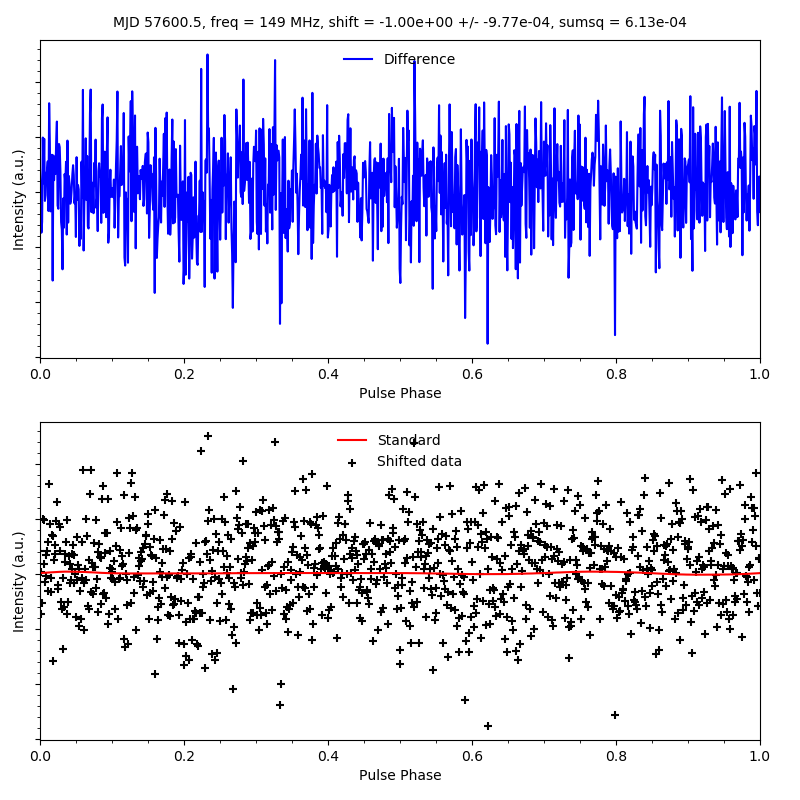 MJD 57600.5, freq = 149 MHz, shift = -1.00e+00 +/- -9.77e-04, sumsq = 6.13e-04
Difference
Intensity (a.u.)
0.0 0.2 0.4 0.6 0.8 1.0
Pulse Phase
Standard
Shifted data
Intensity (a.u.)
0.0 0.2 0.4 0.6 0.8 1.0
Pulse Phase